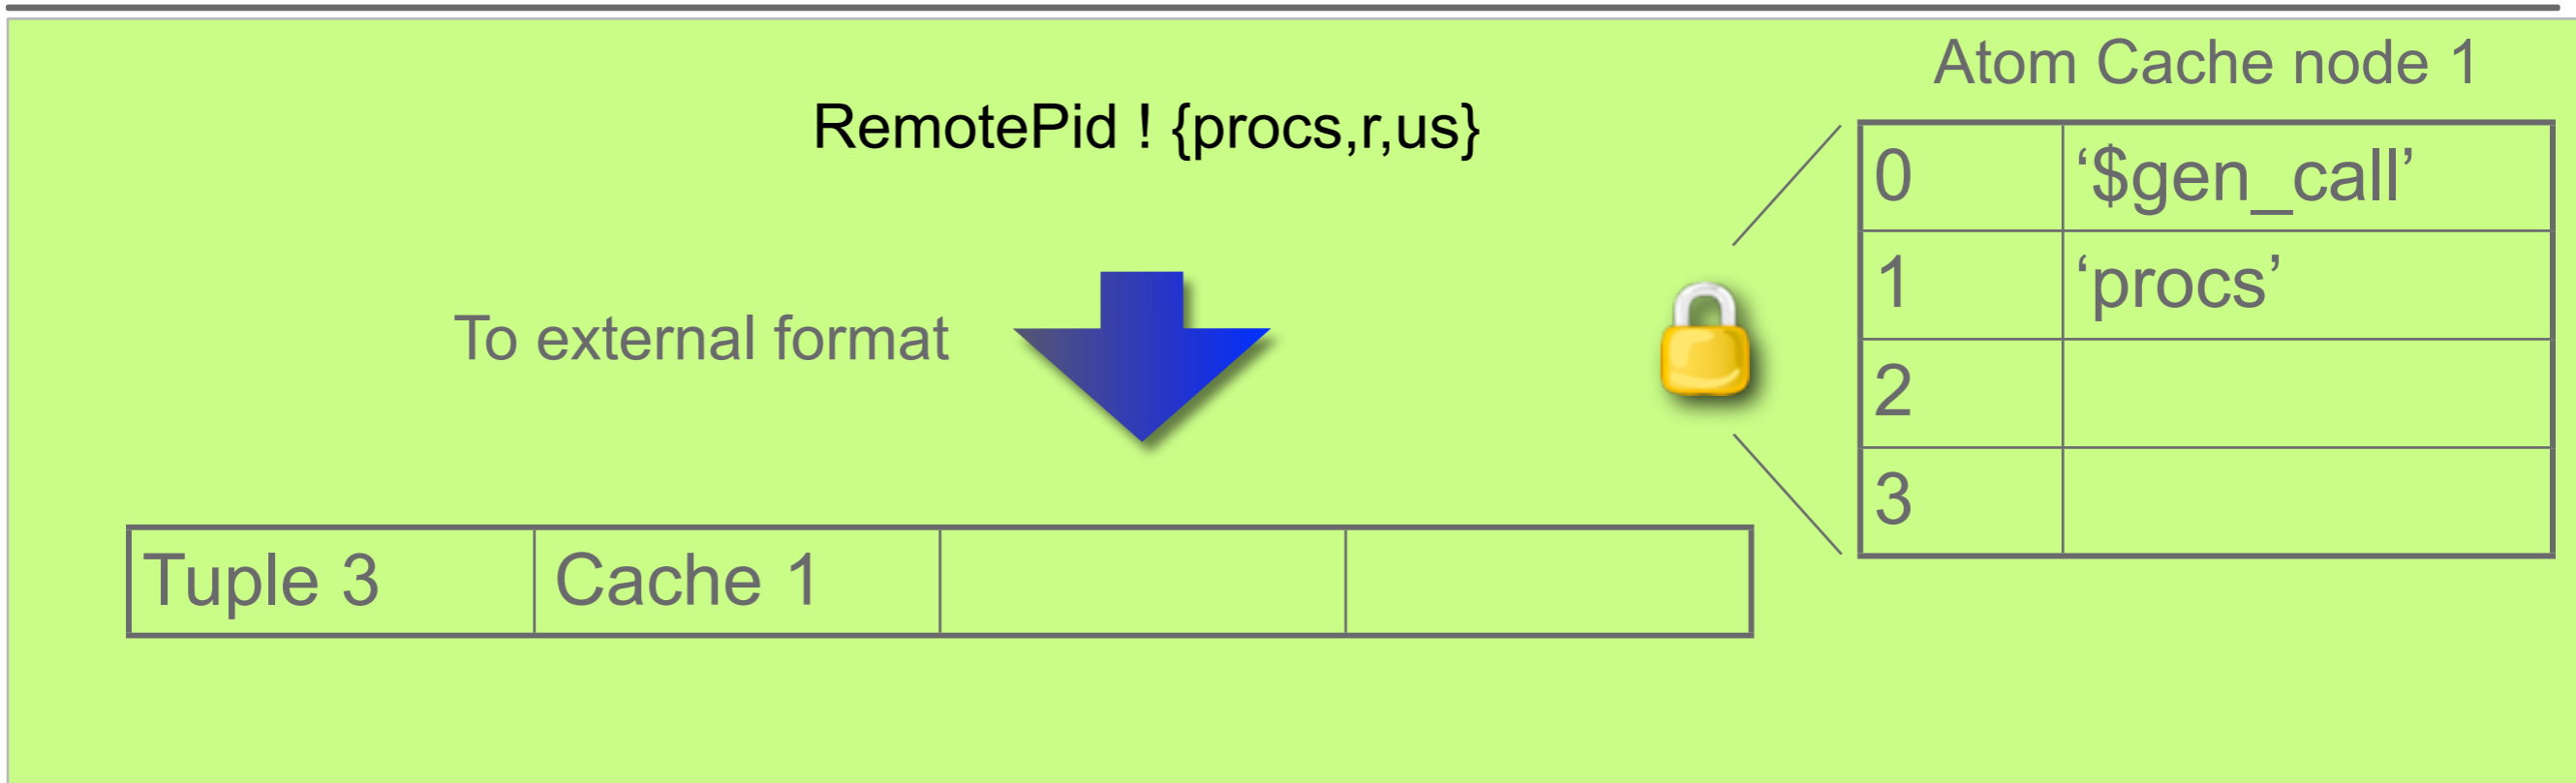 Atom Cache node 1
RemotePid ! {procs,r,us}
0 ‘$gen_call’
1 ‘procs’
To external format
2
3
Tuple 3 Cache 1